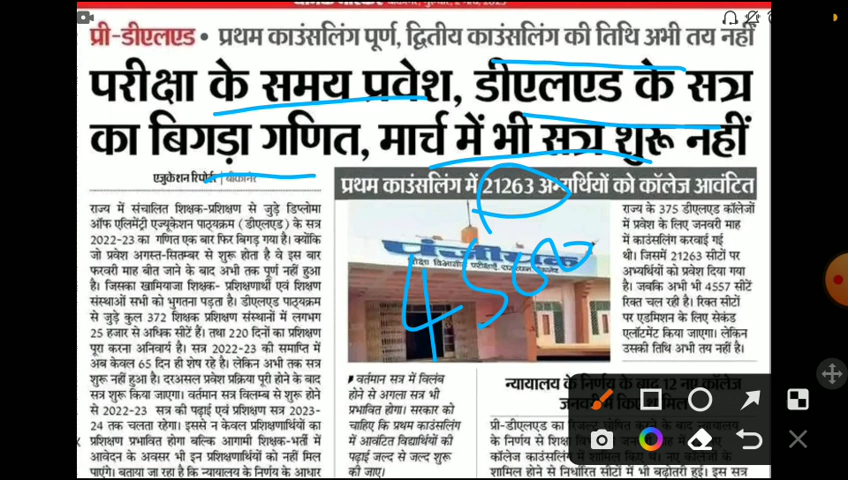 प्री-डीएलएड • प्रथम काउंसलिंग पूर्ण, द्वितीय काउंसलिंग की तिथि अभी तय नहीं
परीक्षा के समय प्रवेश, डीएलएड के सत्र
का बिगड़ा गणित, मार्च में भी सत्र शुरू नहीं
एजुकेशन रिपोर्टर | बीकानेर
राज्य में संचालित शिक्षक-प्रशिक्षण से जुड़े डिप्लोमा
ऑफ एलिमेंट्री एज्यूकेशन पाठ्यक्रम (डीएलएड) के सत्र
2022-23 का गणित एक बार फिर बिगड़ गया है। क्योंकि
जो प्रवेश अगस्त-सितम्बर से शुरू होता है वे इस बार
फरवरी माह बीत जाने के बाद अभी तक पूर्ण नहीं हुआ
है। जिसका खामियाजा शिक्षक- प्रशिक्षणार्थी एवं शिक्षण
संस्थाओं सभी को भुगतना पड़ता है। डीएलएड पाठ्यक्रम
से जुड़े कुल 372 शिक्षक प्रशिक्षण संस्थानों में लगभग
25 हजार से अधिक सीटें हैं। तथा 220 दिनों का प्रशिक्षण
पूरा करना अनिवार्य है। सत्र 2022-23 की समाप्ति में
अब केवल 65 दिन ही शेष रहे है। लेकिन अभी तक सत्र
शुरू नहीं हुआ है। दरअसल प्रवेश प्रक्रिया पूरी होने के बाद
सत्र शुरू किया जाएगा। वर्तमान सत्र विलम्ब से शुरू होने
से 2022-23 सत्र की पढ़ाई एवं प्रशिक्षण सत्र 2023-
24 तक चलता रहेगा। इससे न केवल प्रशिक्षणार्थियों का
प्रशिक्षण प्रभावित होगा बल्कि आगामी शिक्षक-भर्ती में
आवेदन के अवसर भी इन प्रशिक्षणार्थियों को नहीं मिल
पाएंगे। बताया जा रहा है कि न्यायालय के निर्णय के आधार
प्रथम काउंसलिंग में 21263 अभ्यर्थियों को कॉलेज आवंटित
पंजीयक
4500
▶ वर्तमान सत्र में विलंब
होने से अगला सत्र भी
प्रभावित होगा। सरकार को
चाहिए कि प्रथम काउंसलिंग
में आवंटित विद्यार्थियों की
पढ़ाई जल्द से जल्द शुरू
की जाए।
राज्य के 375 डीएलएड कॉलेजों
में प्रवेश के लिए जनवरी माह
में काउंसलिंग करवाई गई
थी। जिसमें 21263 सीटों पर
अभ्यर्थियों को प्रवेश दिया गया
है। जबकि अभी भी 4557 सीटें
रिक्त चल रही है। रिक्त सीटों
पर एडमिशन के लिए सेकंड
एलॉटमेंट किया जाएगा। लेकिन
उसकी तिथि अभी तय नहीं है।
न्यायालय के निर्णय के बाद 12 नए कॉलेज
जनवरी में किए
प्री-डीएलएड का
के निर्णय से शिक्षा
शामिल होने से निर्धारित सीटों में भी बढ़ोतरी हुई। इस सत्र